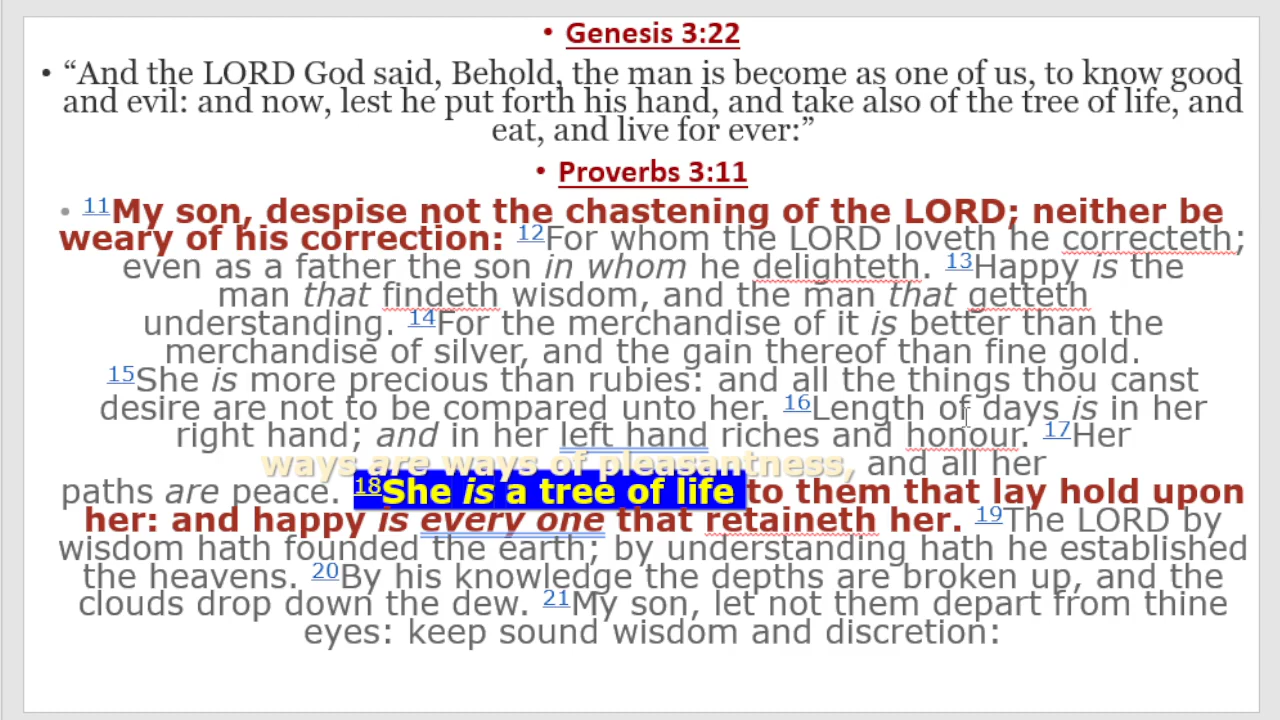 • Genesis 3:22
• “And the LORD God said, Behold, the man is become as one of us, to know good
and evil: and now, lest he put forth his hand, and take also of the tree of life, and
eat, and live for ever:”
• Proverbs 3:11
• 11My son, despise not the chastening of the LORD; neither be
weary of his correction: 12For whom the LORD loveth he correcteth;
even as a father the son in whom he delighteth. 13Happy is the
man that findeth wisdom, and the man that getteth
understanding. 14For the merchandise of it is better than the
merchandise of silver, and the gain thereof than fine gold.
15She is more precious than rubies: and all the things thou canst
desire are not to be compared unto her. 16Length of days is in her
right hand; and in her left hand riches and honour. 17Her
ways are ways of pleasantness, and all her
paths are peace. 18She is a tree of life to them that lay hold upon
her: and happy is every one that retaineth her. 19The LORD by
wisdom hath founded the earth; by understanding hath he established
the heavens. 20By his knowledge the depths are broken up, and the
clouds drop down the dew. 21My son, let not them depart from thine
eyes: keep sound wisdom and discretion: